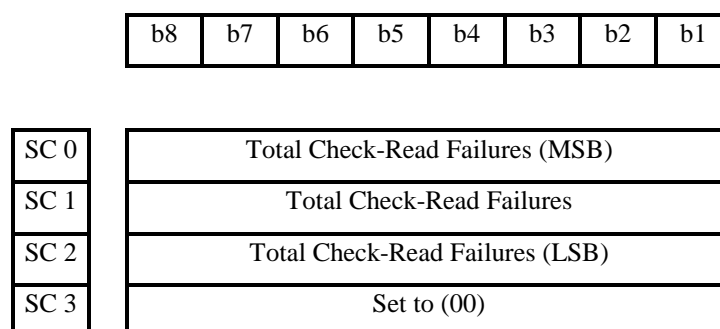 b8 b7 b6 b5 b4 b3 b2 b1
SC 0 Total Check-Read Failures (MSB)
SC 1 Total Check-Read Failures
SC 2 Total Check-Read Failures (LSB)
SC 3 Set to (00)